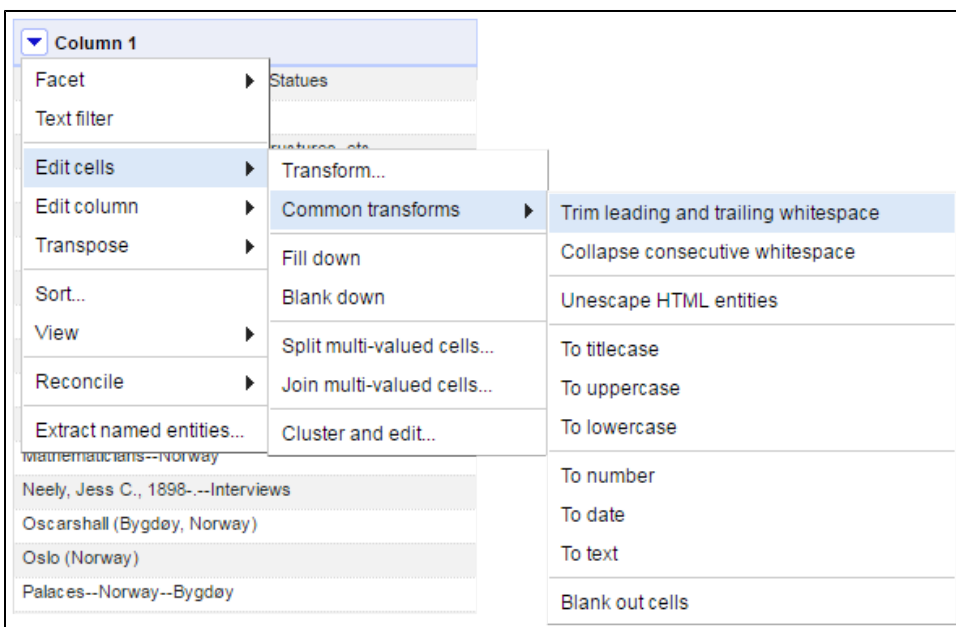 Column 1
Facet
Text filter
Edit cells
Edit column
Transpose
Sort...
View
Reconcile
Extract named entities...
Statues
Transform...
Common transforms
Fill down
Blank down
Split multi-valued cells...
Join multi-valued cells...
Cluster and edit...
Trim leading and trailing whitespace
Collapse consecutive whitespace
Unescape HTML entities
To titlecase
To uppercase
To lowercase
To number
To date
To text
Blank out cells
Mathematicians--Norway
Neely, Jess C., 1898-.--Interviews
Oscarshall (Bygdøy, Norway)
Oslo (Norway)
Palaces--Norway--Bygdøy